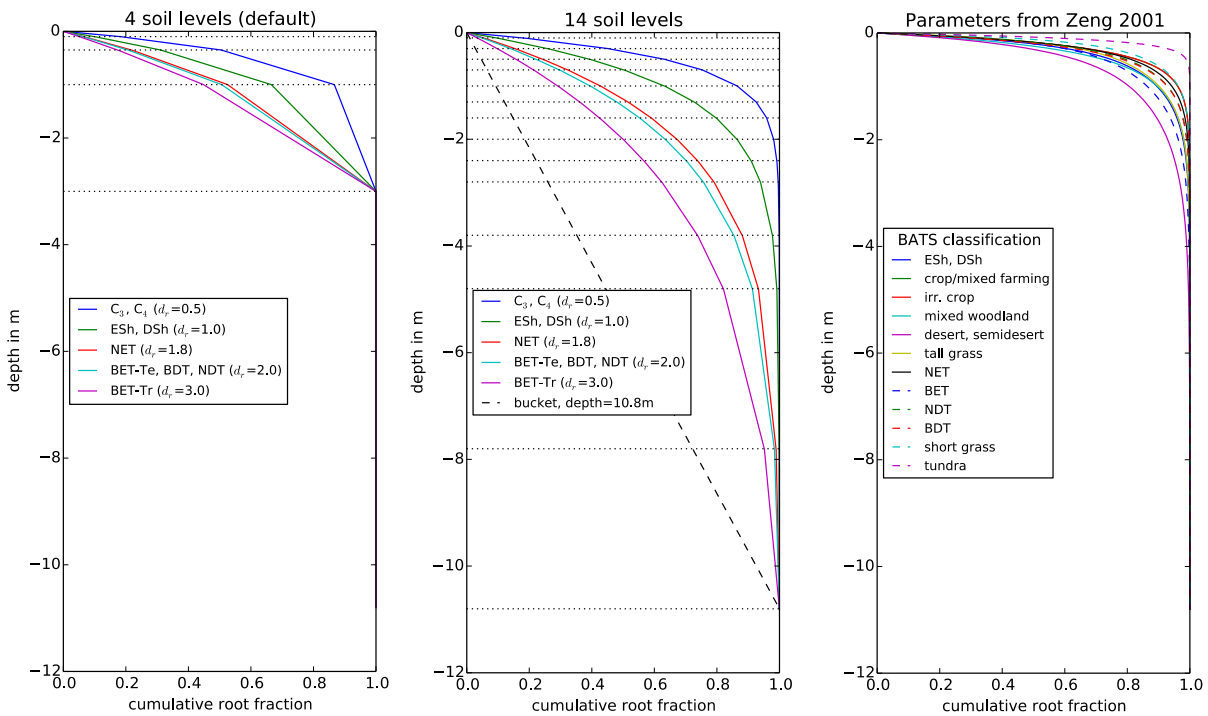 4 soil levels (default)
0
−2
−4
−6
−8
−10
−12
depth in m
C₃, C₄ (dᵣ=0.5)
ESh, DSh (dᵣ=1.0)
NET (dᵣ=1.8)
BET-Te, BDT, NDT (dᵣ=2.0)
BET-Tr (dᵣ=3.0)
0.0 0.2 0.4 0.6 0.8 1.0
cumulative root fraction
14 soil levels
0
−2
−4
−6
−8
−10
−12
depth in m
C₃, C₄ (dᵣ=0.5)
ESh, DSh (dᵣ=1.0)
NET (dᵣ=1.8)
BET-Te, BDT, NDT (dᵣ=2.0)
BET-Tr (dᵣ=3.0)
bucket, depth=10.8m
0.0 0.2 0.4 0.6 0.8 1.0
cumulative root fraction
Parameters from Zeng 2001
0
−2
−4
−6
−8
−10
−12
depth in m
BATS classification
ESh, DSh
crop/mixed farming
irr. crop
mixed woodland
desert, semidesert
tall grass
NET
BET
NDT
BDT
short grass
tundra
0.0 0.2 0.4 0.6 0.8 1.0
cumulative root fraction